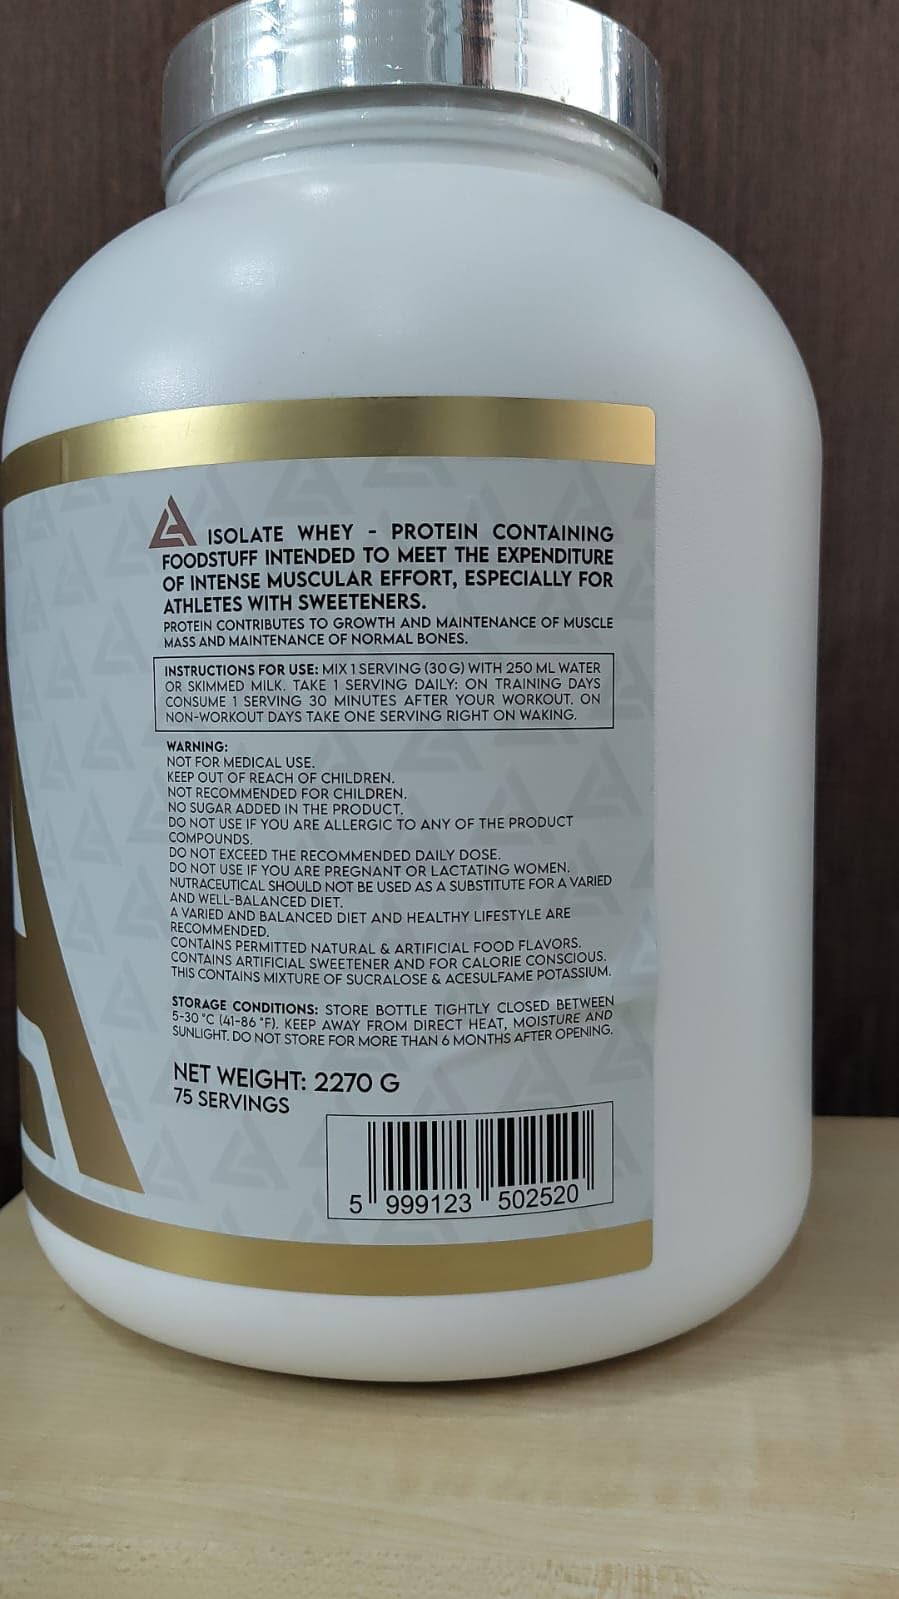 ISOLATE WHEY - PROTEIN CONTAINING
FOODSTUFF INTENDED TO MEET THE EXPENDITURE
OF INTENSE MUSCULAR EFFORT, ESPECIALLY FOR
ATHLETES WITH SWEETENERS.
PROTEIN CONTRIBUTES TO GROWTH AND MAINTENANCE OF MUSCLE
MASS AND MAINTENANCE OF NORMAL BONES.
INSTRUCTIONS FOR USE: MIX 1 SERVING (30 G) WITH 250 ML WATER
OR SKIMMED MILK. TAKE 1 SERVING DAILY: ON TRAINING DAYS
CONSUME 1 SERVING 30 MINUTES AFTER YOUR WORKOUT. ON
NON-WORKOUT DAYS TAKE ONE SERVING RIGHT ON WAKING.
WARNING:
NOT FOR MEDICAL USE.
KEEP OUT OF REACH OF CHILDREN.
NOT RECOMMENDED FOR CHILDREN.
NO SUGAR ADDED IN THE PRODUCT.
DO NOT USE IF YOU ARE ALLERGIC TO ANY OF THE PRODUCT
COMPOUNDS.
DO NOT EXCEED THE RECOMMENDED DAILY DOSE.
DO NOT USE IF YOU ARE PREGNANT OR LACTATING WOMEN.
NUTRACEUTICAL SHOULD NOT BE USED AS A SUBSTITUTE FOR A VARIED
AND WELL-BALANCED DIET.
A VARIED AND BALANCED DIET AND HEALTHY LIFESTYLE ARE
RECOMMENDED.
CONTAINS PERMITTED NATURAL & ARTIFICIAL FOOD FLAVORS.
CONTAINS ARTIFICIAL SWEETENER AND FOR CALORIE CONSCIOUS.
THIS CONTAINS MIXTURE OF SUCRALOSE & ACESULFAME POTASSIUM.
STORAGE CONDITIONS: STORE BOTTLE TIGHTLY CLOSED BETWEEN
5-30 °C (41-86 °F). KEEP AWAY FROM DIRECT HEAT, MOISTURE AND
SUNLIGHT. DO NOT STORE FOR MORE THAN 6 MONTHS AFTER OPENING.
NET WEIGHT: 2270 G
75 SERVINGS
5 999123 502520